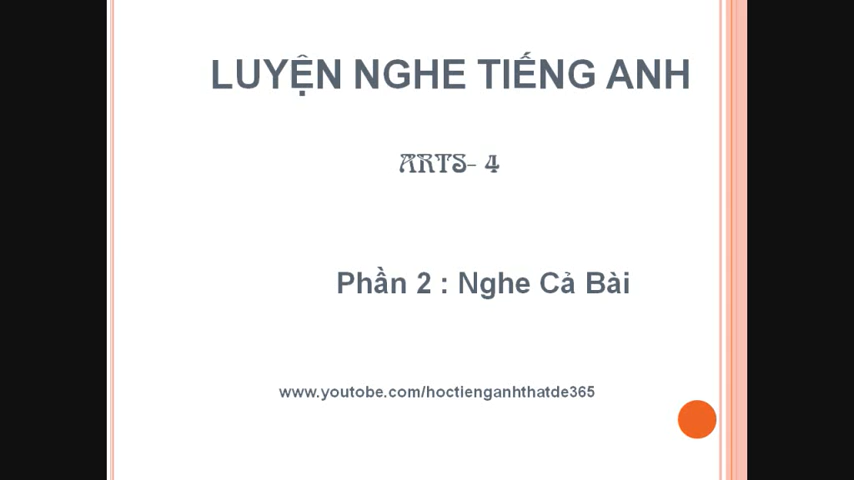 LUYỆN NGHE TIẾNG ANH
ARTS- 4
Phần 2 : Nghe Cả Bài
www.youtobe.com/hoctienganhthatde365